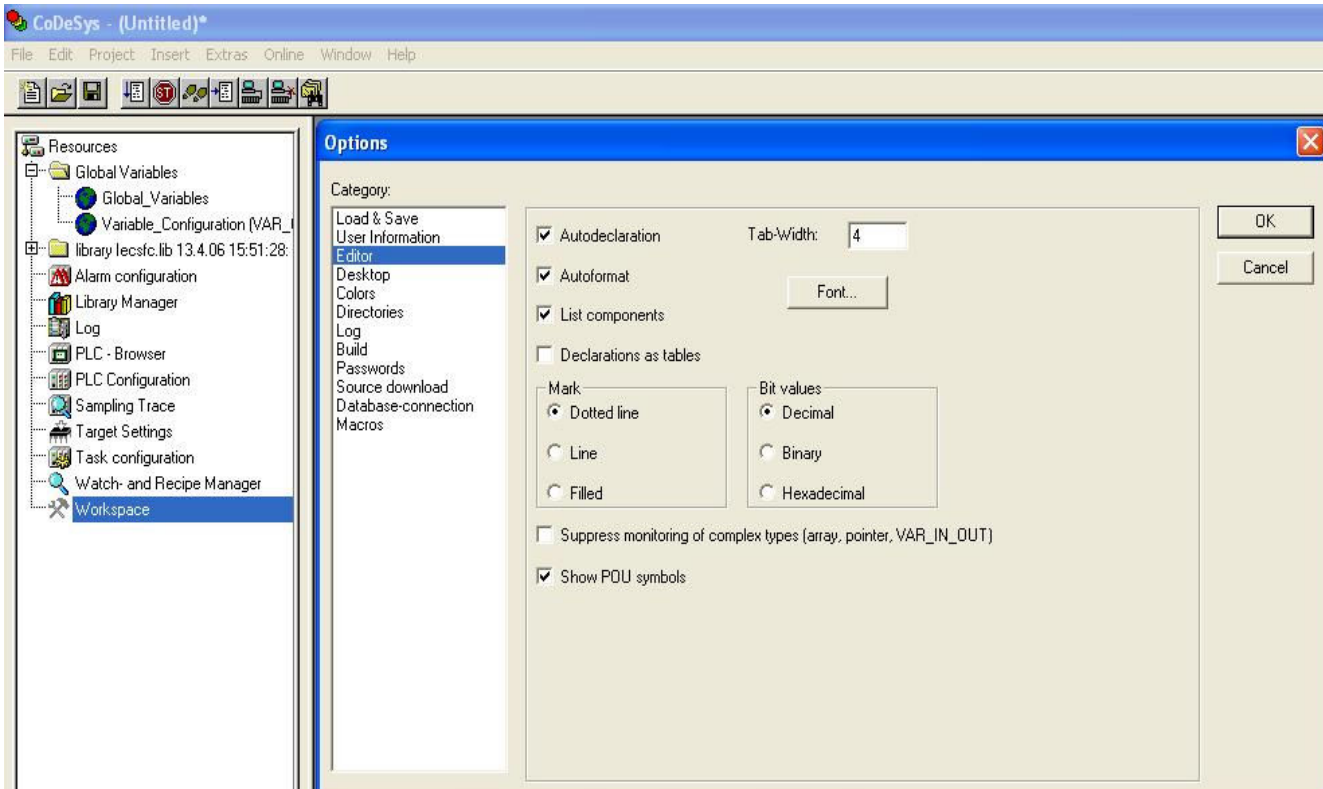 CoDeSys - (Untitled)*
File Edit Project Insert Extras Online Window Help
ST
Resources
Global Variables
Global_Variables
Variable_Configuration (VAR_
library Iecsfc.lib 13.4.06 15:51:28:
Alarm configuration
Library Manager
Log
PLC - Browser
PLC Configuration
Sampling Trace
Target Settings
Task configuration
Watch- and Recipe Manager
Workspace
Options
Category:
Load & Save
User Information
Editor
Desktop
Colors
Directories
Log
Build
Passwords
Source download
Database-connection
Macros
Autodeclaration
Tab-Width: 4
Autoformat
Font...
List components
Declarations as tables
Mark
Dotted line
Line
Filled
Bit values
Decimal
Binary
Hexadecimal
Suppress monitoring of complex types (array, pointer, VAR_IN_OUT)
Show POU symbols
OK
Cancel